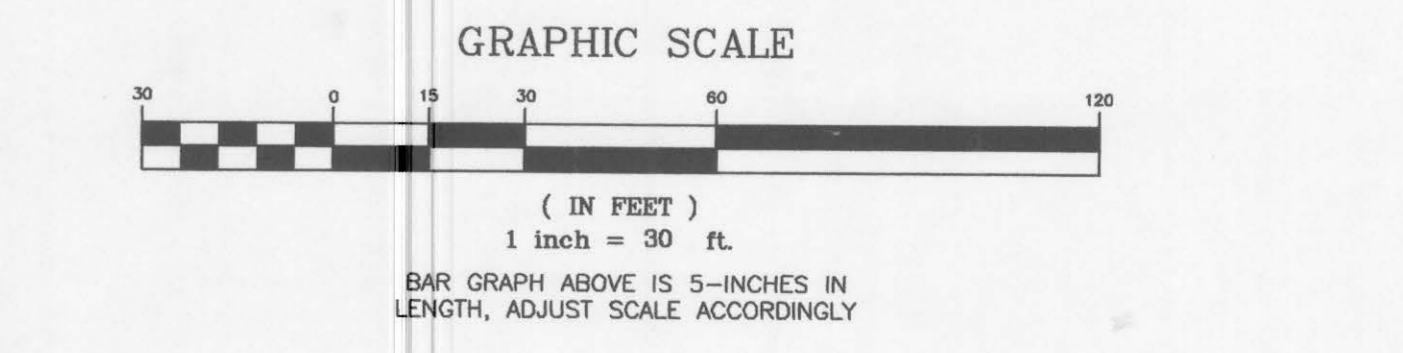 GRAPHIC SCALE
30 0 15 30 60 120
( IN FEET )
1 inch = 30 ft.
BAR GRAPH ABOVE IS 5-INCHES IN
LENGTH, ADJUST SCALE ACCORDINGLY